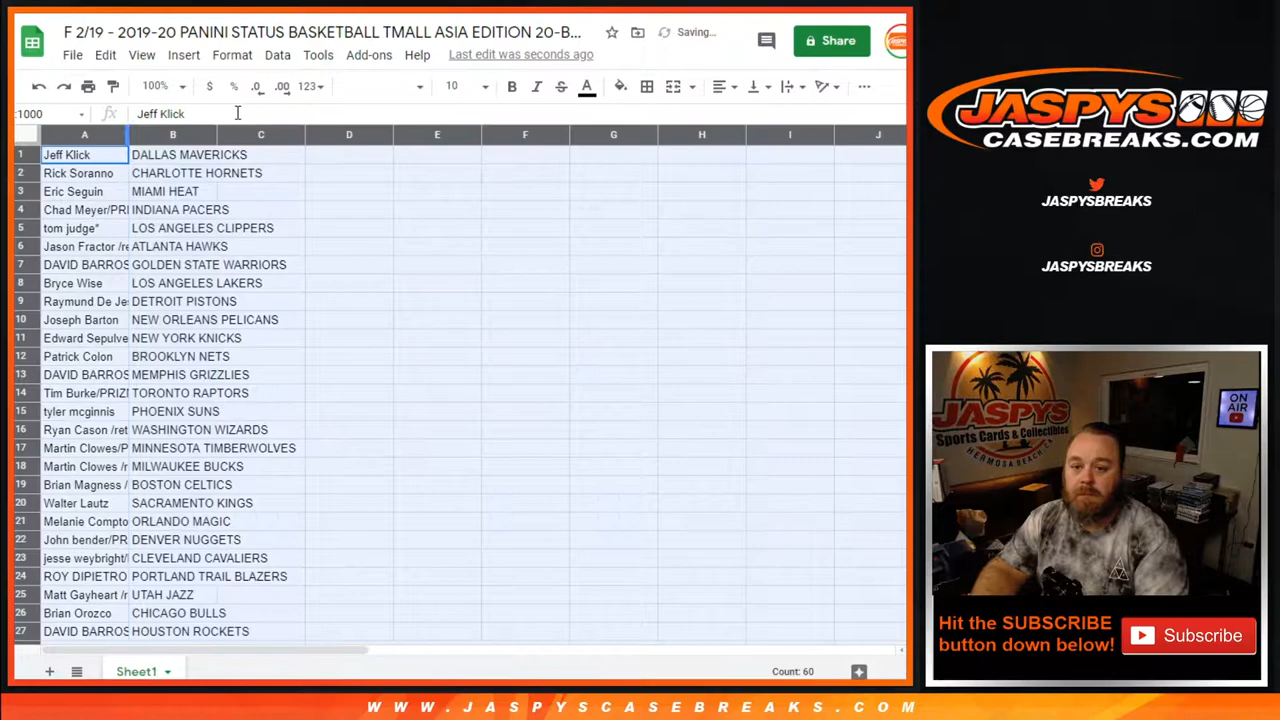 F 2/19 - 2019-20 PANINI STATUS BASKETBALL TMALL ASIA EDITION 20-B...
Saving...
Share
File Edit View Insert Format Data Tools Add-ons Help Last edit was seconds ago
100% $ % .0 .00 123 10 B I S A
:1000 fx Jeff Klick
A B C D E F G H I J
1 Jeff Klick DALLAS MAVERICKS
2 Rick Soranno CHARLOTTE HORNETS
3 Eric Seguin MIAMI HEAT
4 Chad Meyer/PRI INDIANA PACERS
5 tom judge* LOS ANGELES CLIPPERS
6 Jason Fractor /re ATLANTA HAWKS
7 DAVID BARROS GOLDEN STATE WARRIORS
8 Bryce Wise LOS ANGELES LAKERS
9 Raymund De Je DETROIT PISTONS
10 Joseph Barton NEW ORLEANS PELICANS
11 Edward Sepulve NEW YORK KNICKS
12 Patrick Colon BROOKLYN NETS
13 DAVID BARROS MEMPHIS GRIZZLIES
14 Tim Burke/PRIZ TORONTO RAPTORS
15 tyler mcginnis PHOENIX SUNS
16 Ryan Cason /ret WASHINGTON WIZARDS
17 Martin Clowes/P MINNESOTA TIMBERWOLVES
18 Martin Clowes /r MILWAUKEE BUCKS
19 Brian Magness / BOSTON CELTICS
20 Walter Lautz SACRAMENTO KINGS
21 Melanie Compto ORLANDO MAGIC
22 John bender/PR DENVER NUGGETS
23 jesse weybright/ CLEVELAND CAVALIERS
24 ROY DIPIETRO PORTLAND TRAIL BLAZERS
25 Matt Gayheart /r UTAH JAZZ
26 Brian Orozco CHICAGO BULLS
27 DAVID BARROS HOUSTON ROCKETS
Sheet1
Count: 60
JASPYS
CASEBREAKS.COM
JASPYSBREAKS
JASPYSBREAKS
JASPYS
Sports Cards & Collectibles
HERMOSA BEACH
ON AIR
Hit the SUBSCRIBE
button down below!
Subscribe
WWW.JASPYSCASEBREAKS.COM